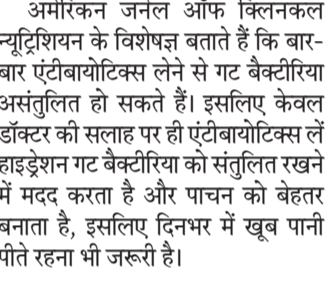 अमेरिकन जर्नल ऑफ क्लिनिकल
न्यूट्रिशियन के विशेषज्ञ बताते हैं कि बार-
बार एंटीबायोटिक्स लेने से गट बैक्टीरिया
असंतुलित हो सकते हैं। इसलिए केवल
डॉक्टर की सलाह पर ही एंटीबायोटिक्स लें
हाइड्रेशन गट बैक्टीरिया को संतुलित रखने
में मदद करता है और पाचन को बेहतर
बनाता है, इसलिए दिनभर में खूब पानी
पीते रहना भी जरूरी है।